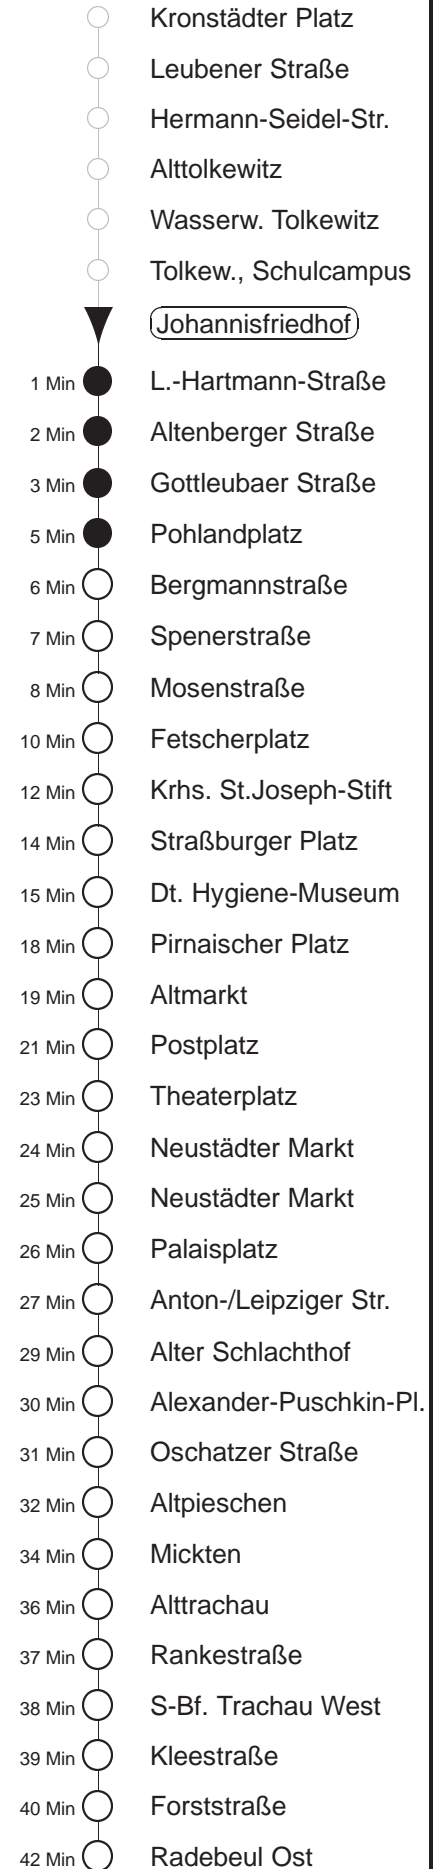 Kronstädter Platz
Leubener Straße
Hermann-Seidel-Str.
Alttolkewitz
Wasserw. Tolkewitz
Tolkew., Schulcampus
Johannisfriedhof
1 Min L.-Hartmann-Straße
2 Min Altenberger Straße
3 Min Gottleubaer Straße
5 Min Pohlandplatz
6 Min Bergmannstraße
7 Min Spenerstraße
8 Min Mosenstraße
10 Min Fetscherplatz
12 Min Krhs. St.Joseph-Stift
14 Min Straßburger Platz
15 Min Dt. Hygiene-Museum
18 Min Pirnaischer Platz
19 Min Altmarkt
21 Min Postplatz
23 Min Theaterplatz
24 Min Neustädter Markt
25 Min Neustädter Markt
26 Min Palaisplatz
27 Min Anton-/Leipziger Str.
29 Min Alter Schlachthof
30 Min Alexander-Puschkin-Pl.
31 Min Oschatzer Straße
32 Min Altpieschen
34 Min Mickten
36 Min Alttrachau
37 Min Rankestraße
38 Min S-Bf. Trachau West
39 Min Kleestraße
40 Min Forststraße
42 Min Radebeul Ost